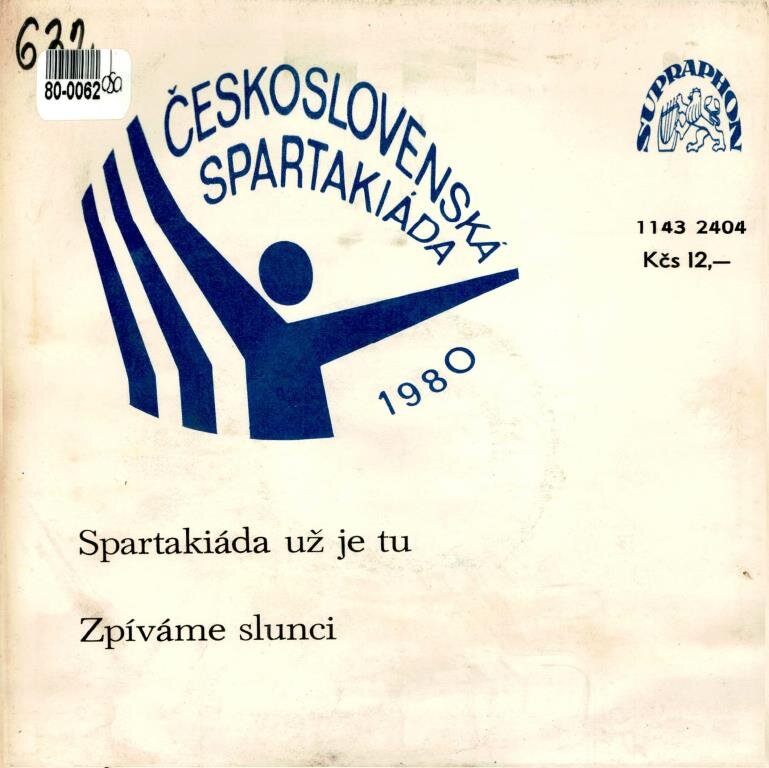 632
80-0062
ČESKOSLOVENSKÁ
SPARTAKIÁDA
1980
SUPRAPHON
1143 2404
Kčs 12,—
Spartakiáda už je tu
Zpíváme slunci